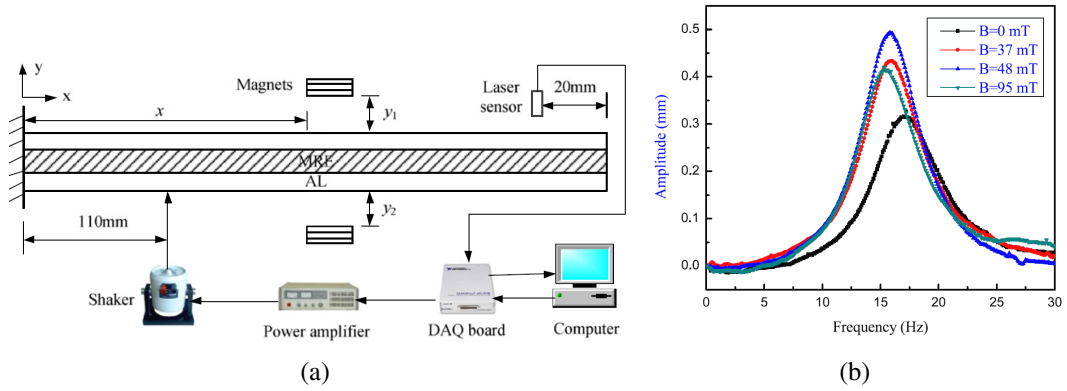 y
x
x
Magnets
y1
Laser
sensor
20mm
MRF
AL
y2
110mm
Shaker
Power amplifier
DAQ board
Computer
(a)
B=0 mT
B=37 mT
B=48 mT
B=95 mT
Amplitude (mm)
0.5
0.4
0.3
0.2
0.1
0.0
0 5 10 15 20 25 30
Frequency (Hz)
(b)